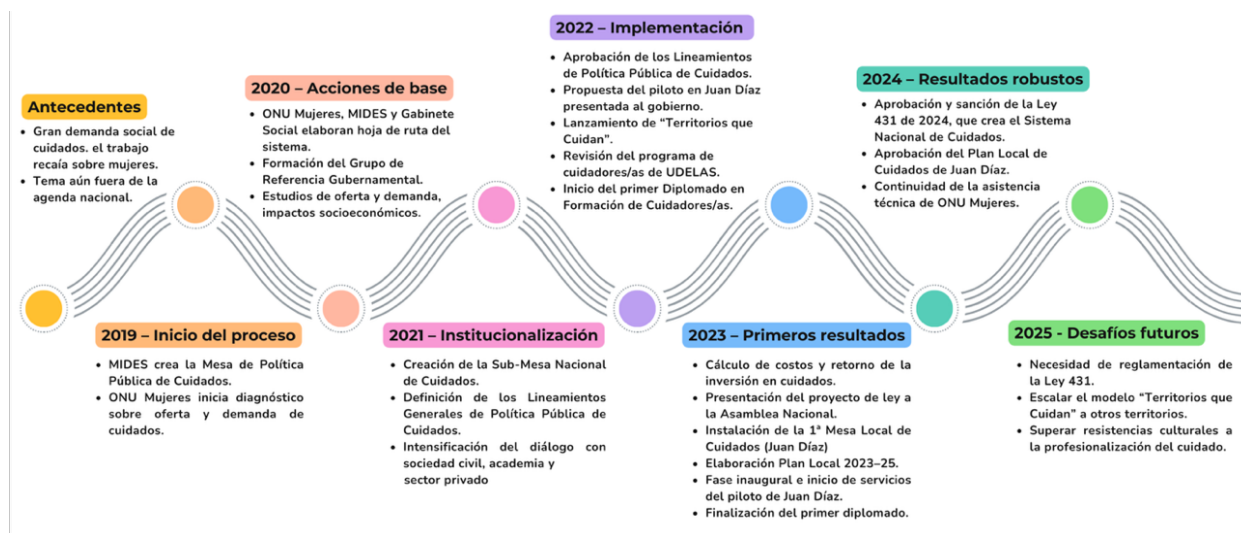 Antecedentes
• Gran demanda social de
cuidados. el trabajo
recaía sobre mujeres.
• Tema aún fuera de la
agenda nacional.
2019 – Inicio del proceso
• MIDES crea la Mesa de Política
Pública de Cuidados.
• ONU Mujeres inicia diagnóstico
sobre oferta y demanda de
cuidados.
2020 – Acciones de base
• ONU Mujeres, MIDES y Gabinete
Social elaboran hoja de ruta del
sistema.
• Formación del Grupo de
Referencia Gubernamental.
• Estudios de oferta y demanda,
impactos socioeconómicos.
2021 – Institucionalización
• Creación de la Sub-Mesa Nacional
de Cuidados.
• Definición de los Lineamientos
Generales de Política Pública de
Cuidados.
• Intensificación del diálogo con
sociedad civil, academia y
sector privado
2022 – Implementación
• Aprobación de los Lineamientos
de Política Pública de Cuidados.
• Propuesta del piloto en Juan Díaz
presentada al gobierno.
• Lanzamiento de “Territorios que
Cuidan”.
• Revisión del programa de
cuidadores/as de UDELAS.
• Inicio del primer Diplomado en
Formación de Cuidadores/as.
2023 – Primeros resultados
• Cálculo de costos y retorno de la
inversión en cuidados.
• Presentación del proyecto de ley a
la Asamblea Nacional.
• Instalación de la 1ª Mesa Local de
Cuidados (Juan Díaz)
• Elaboración Plan Local 2023–25.
• Fase inaugural e inicio de servicios
del piloto de Juan Díaz.
• Finalización del primer diplomado.
2024 – Resultados robustos
• Aprobación y sanción de la Ley
431 de 2024, que crea el Sistema
Nacional de Cuidados.
• Aprobación del Plan Local de
Cuidados de Juan Díaz.
• Continuidad de la asistencia
técnica de ONU Mujeres.
2025 - Desafíos futuros
• Necesidad de reglamentación de
la Ley 431.
• Escalar el modelo “Territorios que
Cuidan” a otros territorios.
• Superar resistencias culturales a
la profesionalización del cuidado.